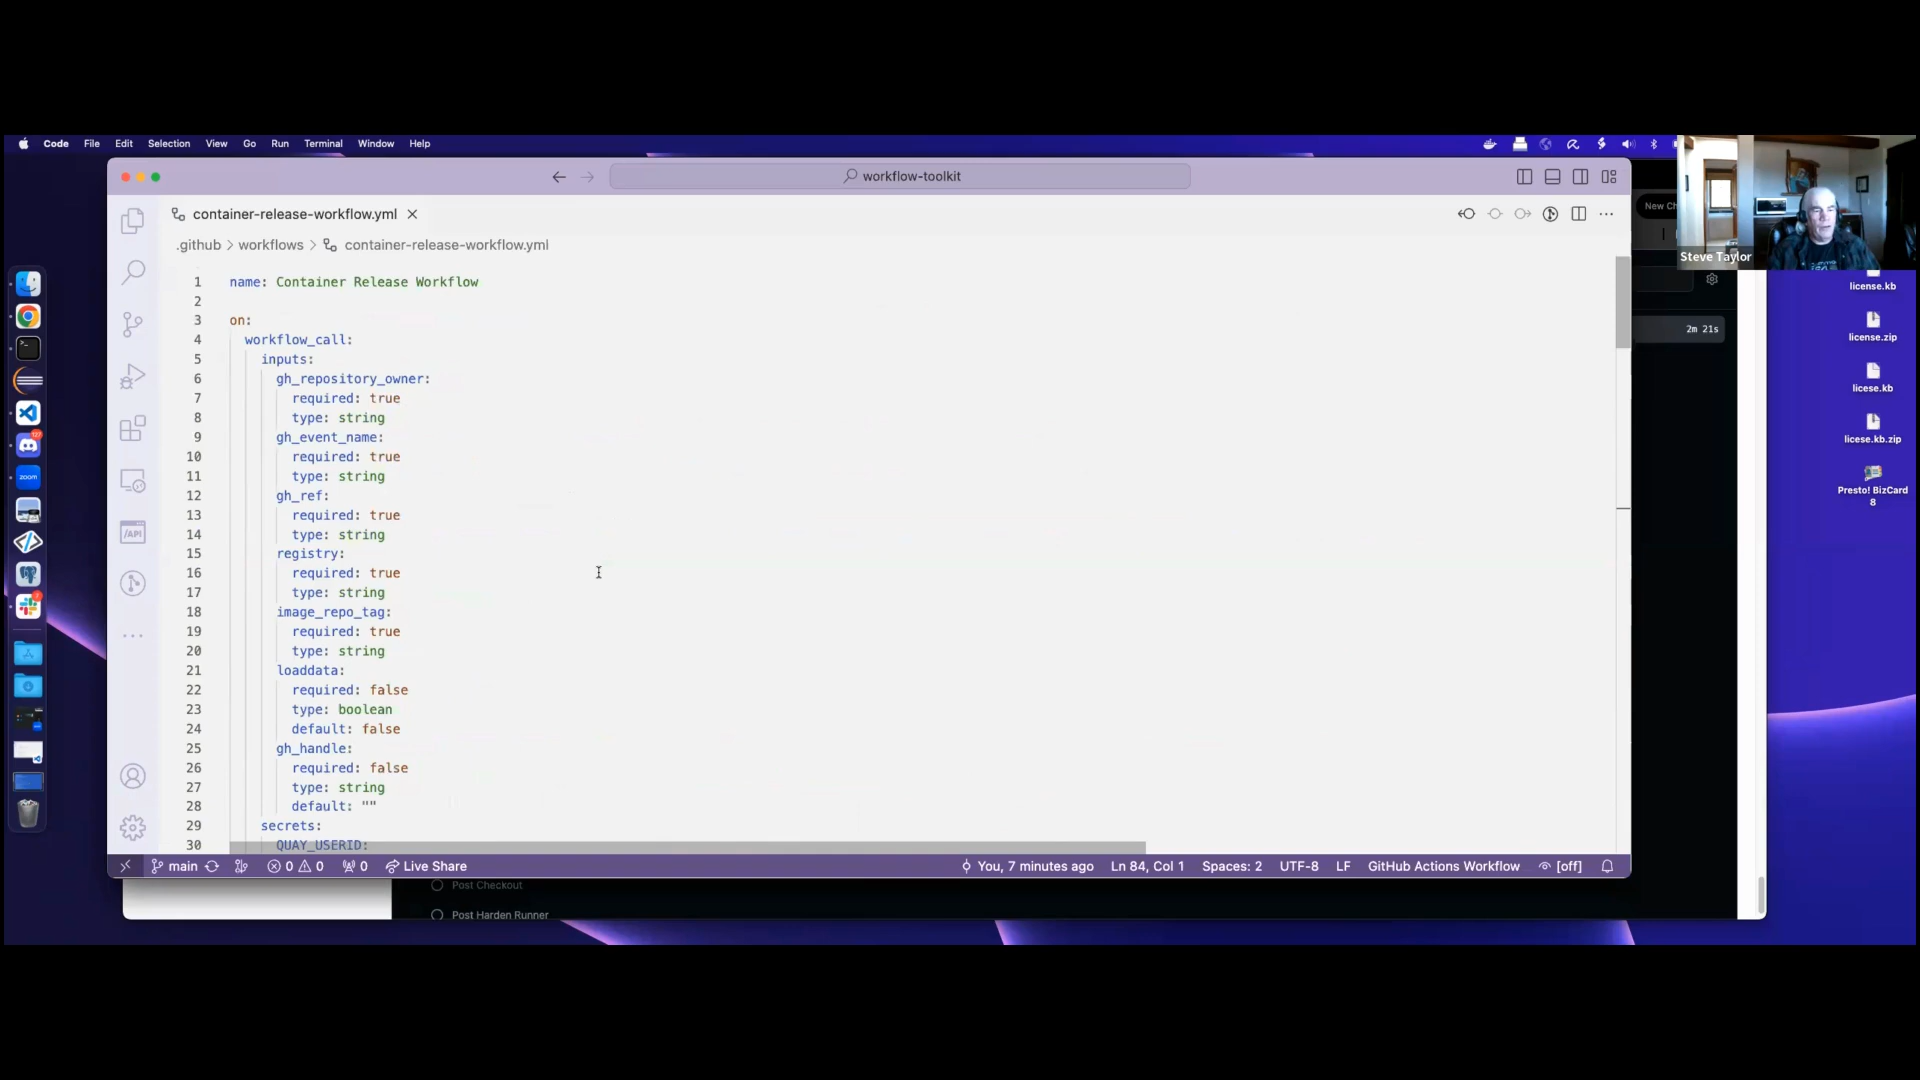 Code File Edit Selection View Go Run Terminal Window Help
workflow-toolkit
container-release-workflow.yml
.github > workflows > container-release-workflow.yml
1 name: Container Release Workflow
2
3 on:
4 workflow_call:
5 inputs:
6 gh_repository_owner:
7 required: true
8 type: string
9 gh_event_name:
10 required: true
11 type: string
12 gh_ref:
13 required: true
14 type: string
15 registry:
16 required: true
17 type: string
18 image_repo_tag:
19 required: true
20 type: string
21 loaddata:
22 required: false
23 type: boolean
24 default: false
25 gh_handle:
26 required: false
27 type: string
28 default: ""
29 secrets:
30 QUAY_USERID:
main 0 0 0 Live Share You, 7 minutes ago Ln 84, Col 1 Spaces: 2 UTF-8 LF GitHub Actions Workflow [off]
Post Checkout
Post Harden Runner
/API
zoom
New Ch
Steve Taylor
2m 21s
license.kb
license.zip
licese.kb
licese.kb.zip
Presto! BizCard
8